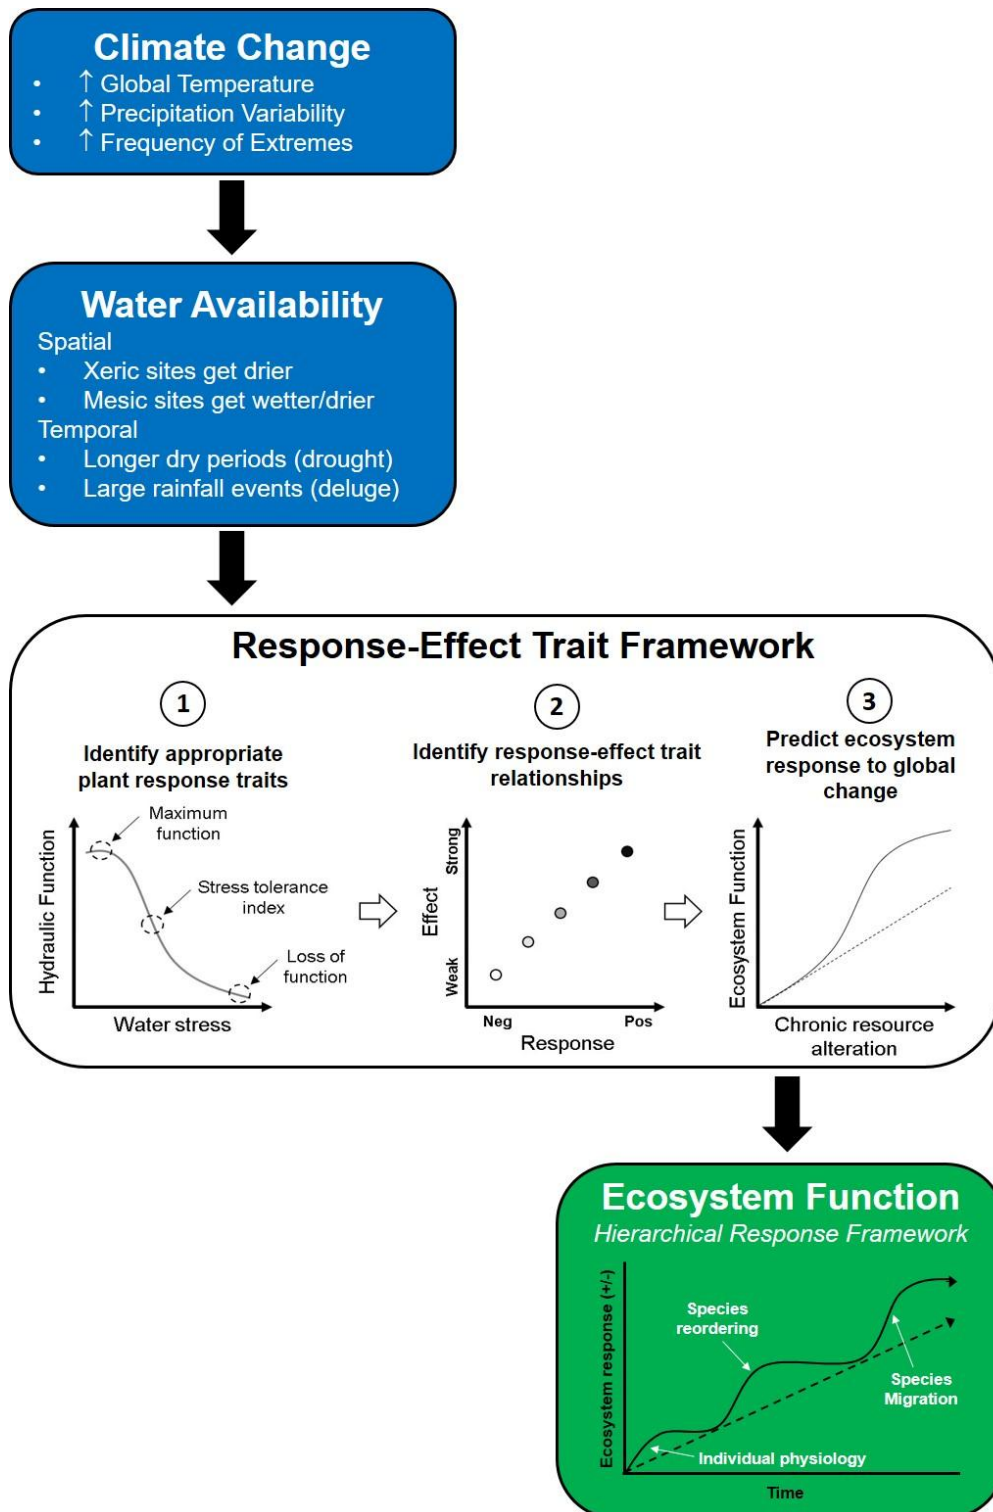 Climate Change
• ↑ Global Temperature
• ↑ Precipitation Variability
• ↑ Frequency of Extremes
Water Availability
Spatial
• Xeric sites get drier
• Mesic sites get wetter/drier
Temporal
• Longer dry periods (drought)
• Large rainfall events (deluge)
Response-Effect Trait Framework
1
Identify appropriate
plant response traits
Hydraulic Function
Maximum
function
Stress tolerance
index
Loss of
function
Water stress
2
Identify response-effect trait
relationships
Effect
Strong
Weak
Neg
Pos
Response
3
Predict ecosystem
response to global
change
Ecosystem Function
Chronic resource
alteration
Ecosystem Function
Hierarchical Response Framework
Ecosystem response (+/-)
Species
reordering
Species
Migration
Individual physiology
Time